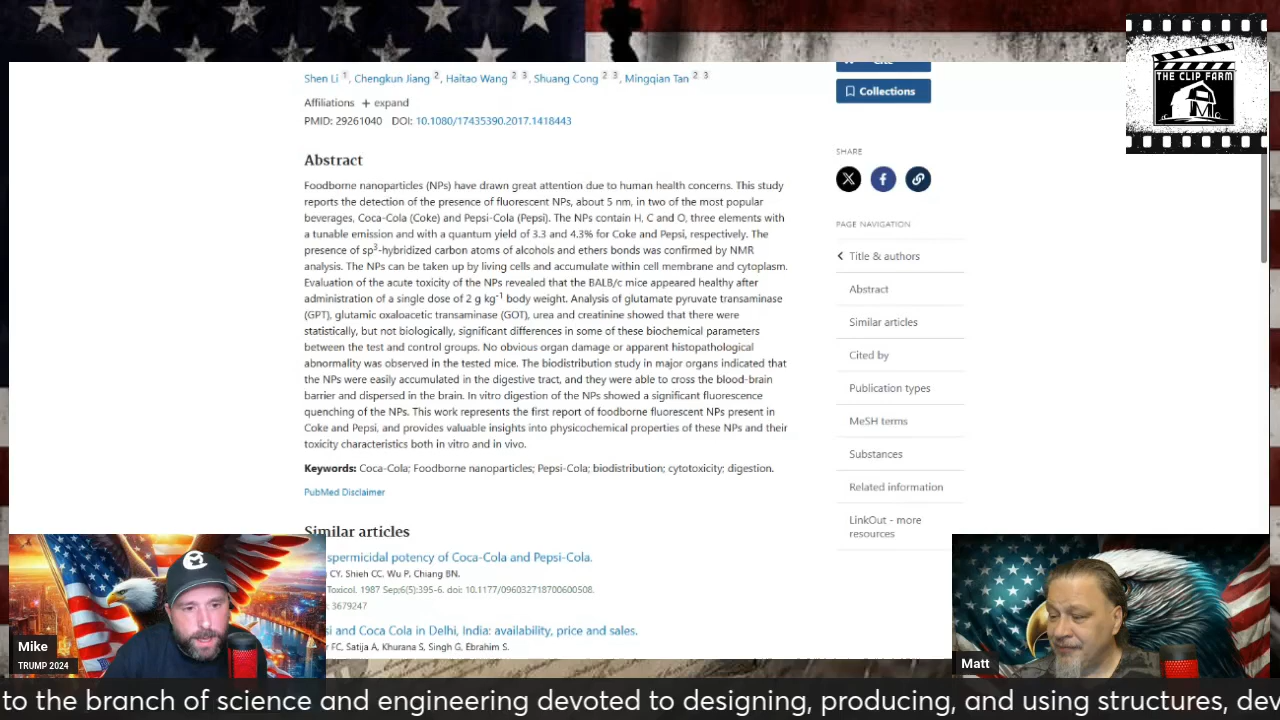 Shen Li 1, Chengkun Jiang 2, Haitao Wang 2 3, Shuang Cong 2 3, Mingqian Tan 2 3
Affiliations + expand
PMID: 29261040 DOI: 10.1080/17435390.2017.1418443
Abstract
Foodborne nanoparticles (NPs) have drawn great attention due to human health concerns. This study
reports the detection of the presence of fluorescent NPs, about 5 nm, in two of the most popular
beverages, Coca-Cola (Coke) and Pepsi-Cola (Pepsi). The NPs contain H, C and O, three elements with
a tunable emission and with a quantum yield of 3.3 and 4.3% for Coke and Pepsi, respectively. The
presence of sp3-hybridized carbon atoms of alcohols and ethers bonds was confirmed by NMR
analysis. The NPs can be taken up by living cells and accumulate within cell membrane and cytoplasm.
Evaluation of the acute toxicity of the NPs revealed that the BALB/c mice appeared healthy after
administration of a single dose of 2 g kg-1 body weight. Analysis of glutamate pyruvate transaminase
(GPT), glutamic oxaloacetic transaminase (GOT), urea and creatinine showed that there were
statistically, but not biologically, significant differences in some of these biochemical parameters
between the test and control groups. No obvious organ damage or apparent histopathological
abnormality was observed in the tested mice. The biodistribution study in major organs indicated that
the NPs were easily accumulated in the digestive tract, and they were able to cross the blood-brain
barrier and dispersed in the brain. In vitro digestion of the NPs showed a significant fluorescence
quenching of the NPs. This work represents the first report of foodborne fluorescent NPs present in
Coke and Pepsi, and provides valuable insights into physicochemical properties of these NPs and their
toxicity characteristics both in vitro and in vivo.
Keywords: Coca-Cola; Foodborne nanoparticles; Pepsi-Cola; biodistribution; cytotoxicity; digestion.
PubMed Disclaimer
Similar articles
spermicidal potency of Coca-Cola and Pepsi-Cola.
CY, Shieh CC, Wu P, Chiang BN.
Toxicol. 1987 Sep;6(5):395-6. doi: 10.1177/096032718700600508.
3679247
si and Coca Cola in Delhi, India: availability, price and sales.
FC, Satija A, Khurana S, Singh G, Ebrahim S.
Collections
SHARE
PAGE NAVIGATION
Title & authors
Abstract
Similar articles
Cited by
Publication types
MeSH terms
Substances
Related information
LinkOut - more
resources
THE CLIP FARM
Mike
TRUMP 2024
Matt
to the branch of science and engineering devoted to designing, producing, and using structures, dev